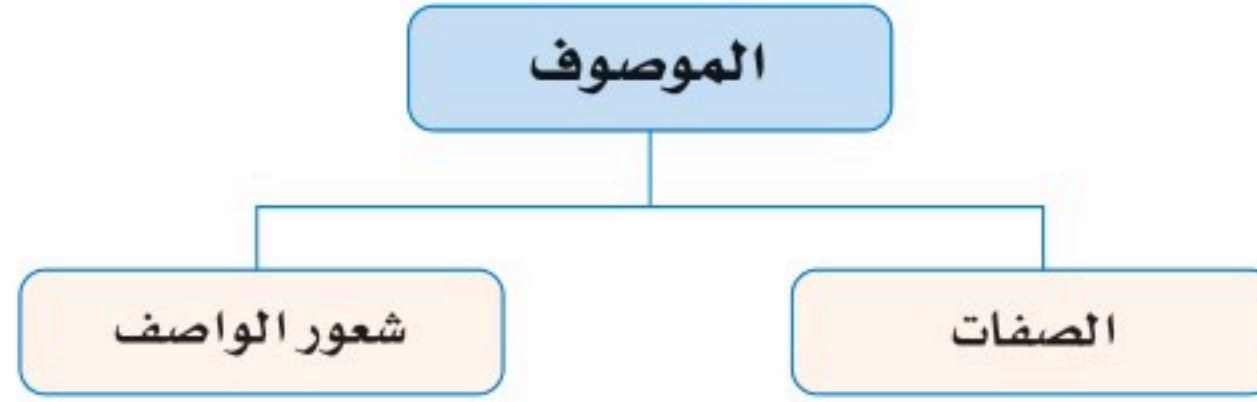 الموصوف
الصفات
شعور الواصف